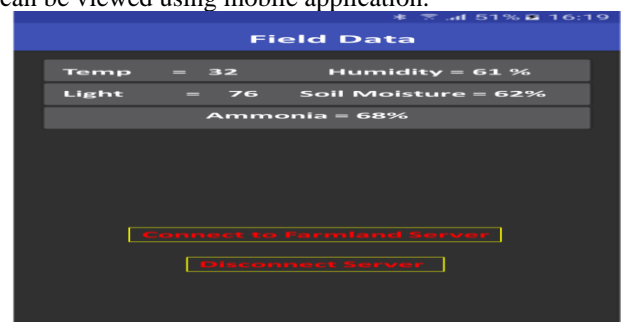 can be viewed using mobile application.
51% 16:19
Field Data
Temp = 32 Humidity = 61 %
Light = 76 Soil Moisture = 62%
Ammonia = 68%
Connect to Farmland Server
Disconnect Server